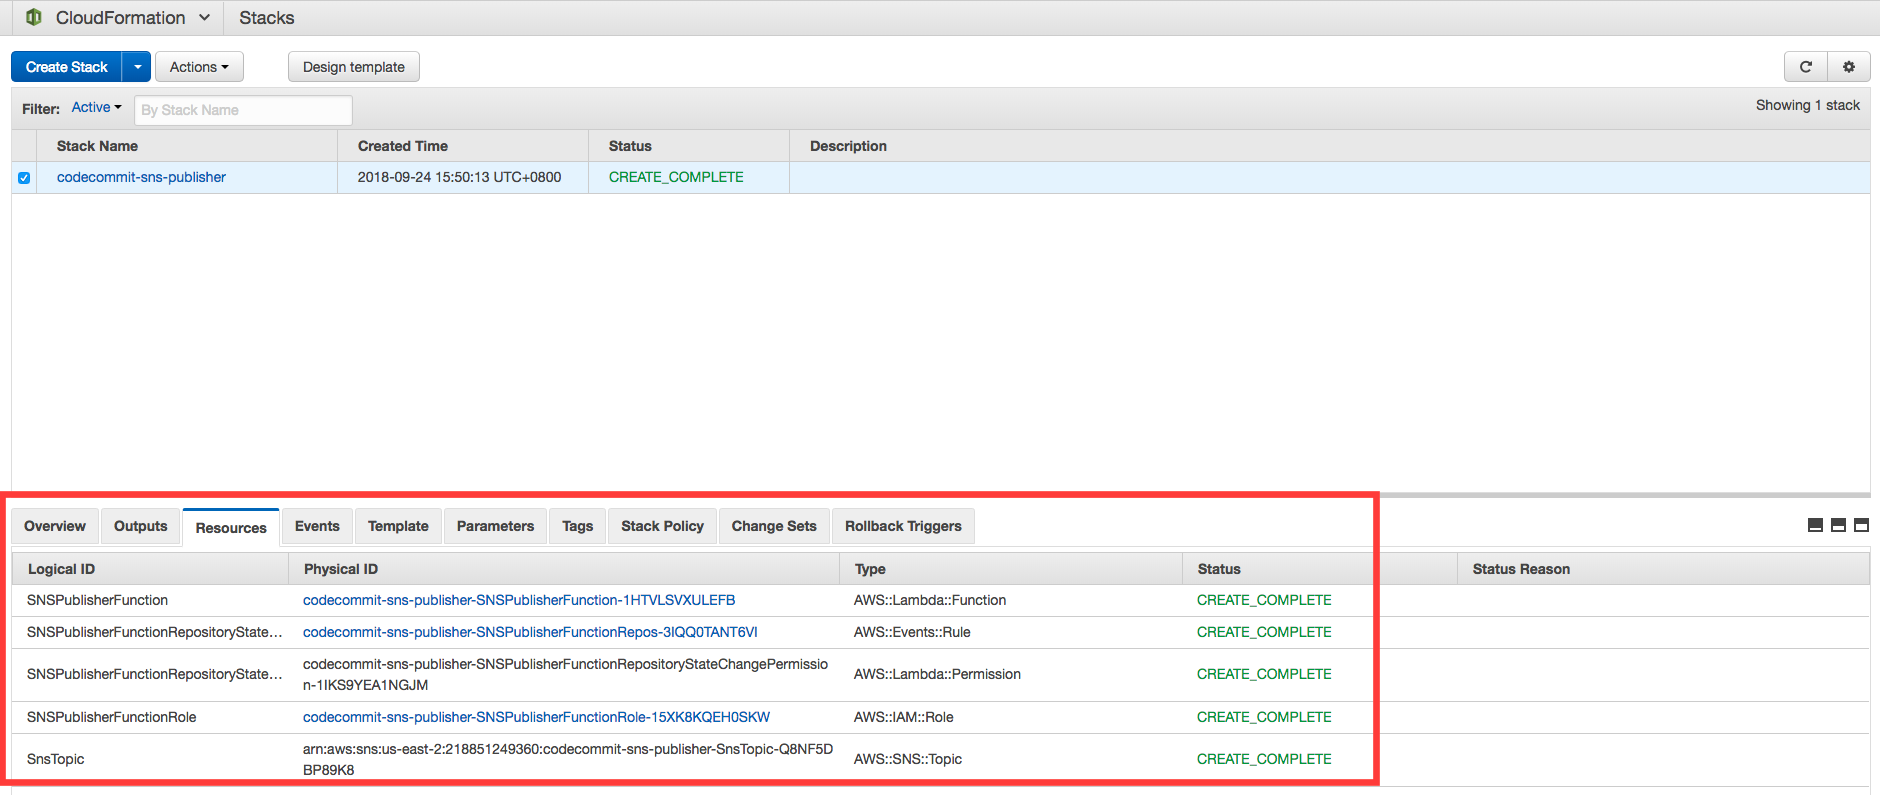 CloudFormation Stacks
Create Stack Actions Design template
Filter: Active By Stack Name Showing 1 stack
Stack Name Created Time Status Description
codecommit-sns-publisher 2018-09-24 15:50:13 UTC+0800 CREATE_COMPLETE
Overview Outputs Resources Events Template Parameters Tags Stack Policy Change Sets Rollback Triggers
Logical ID Physical ID Type Status Status Reason
SNSPublisherFunction codecommit-sns-publisher-SNSPublisherFunction-1HTVLSVXULEFB AWS::Lambda::Function CREATE_COMPLETE
SNSPublisherFunctionRepositoryState... codecommit-sns-publisher-SNSPublisherFunctionRepos-3IQQ0TANT6VI AWS::Events::Rule CREATE_COMPLETE
SNSPublisherFunctionRepositoryState... codecommit-sns-publisher-SNSPublisherFunctionRepositoryStateChangePermissio AWS::Lambda::Permission CREATE_COMPLETE
n-1IKS9YEA1NGJM
SNSPublisherFunctionRole codecommit-sns-publisher-SNSPublisherFunctionRole-15XK8KQEH0SKW AWS::IAM::Role CREATE_COMPLETE
SnsTopic arn:aws:sns:us-east-2:218851249360:codecommit-sns-publisher-SnsTopic-Q8NF5D AWS::SNS::Topic CREATE_COMPLETE
BP89K8